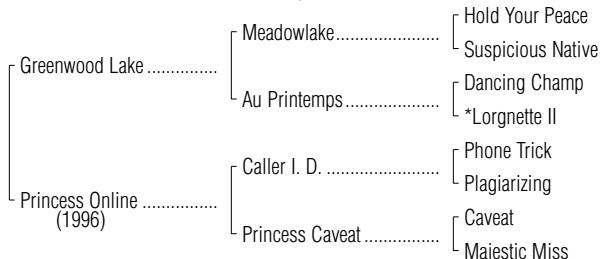 Hold Your Peace
Meadowlake....................
Suspicious Native
Greenwood Lake ...............
Dancing Champ
Au Printemps....................
*Lorgnette II
Phone Trick
Caller I. D. ......................
Plagiarizing
Princess Online ................
(1996)
Caveat
Princess Caveat................
Majestic Miss